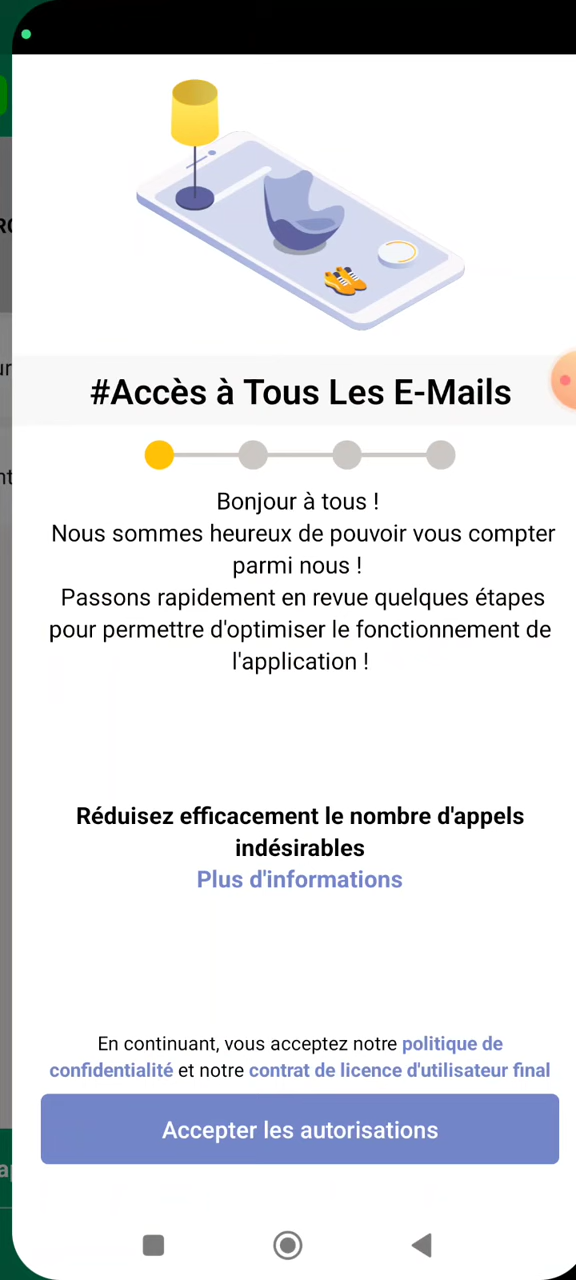 #Accès à Tous Les E-Mails
Bonjour à tous !
Nous sommes heureux de pouvoir vous compter
parmi nous !
Passons rapidement en revue quelques étapes
pour permettre d'optimiser le fonctionnement de
l'application !
Réduisez efficacement le nombre d'appels
indésirables
Plus d'informations
En continuant, vous acceptez notre politique de
confidentialité et notre contrat de licence d'utilisateur final
Accepter les autorisations